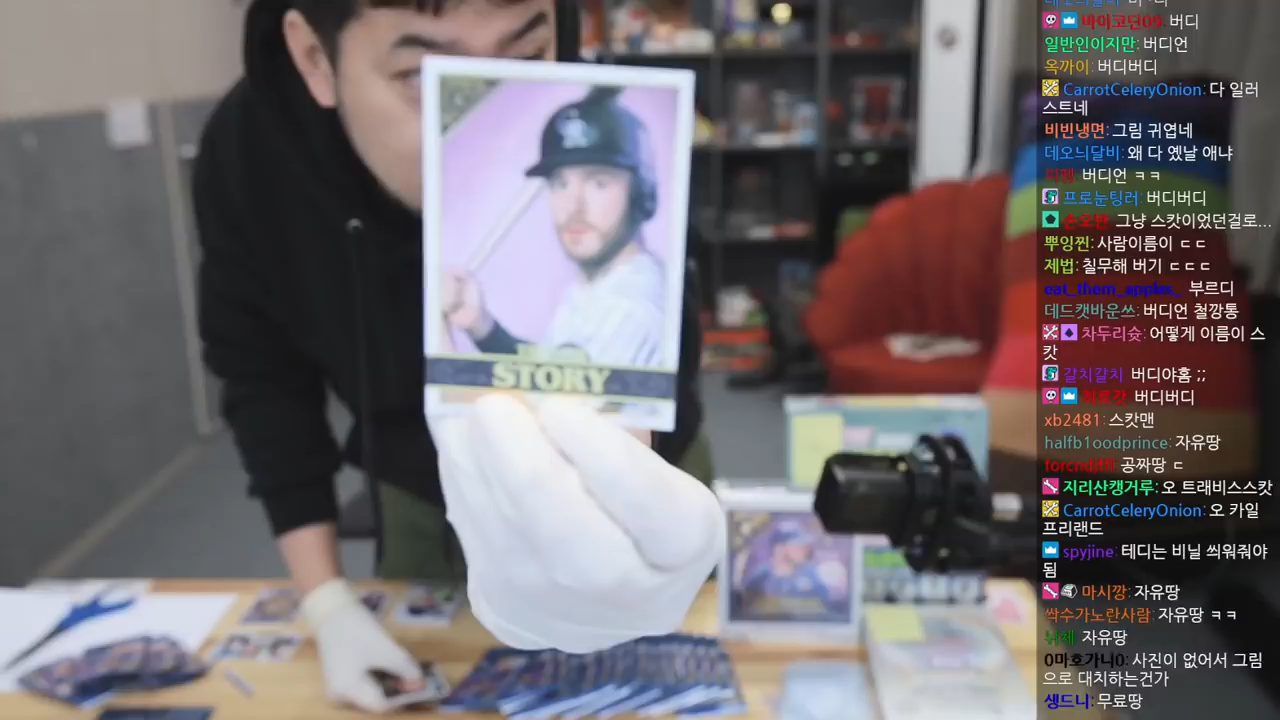 STORY
버디
일반인이지만: 버디언
옥까이: 버디버디
CarrotCeleryOnion: 다 일러
스트네
비빈냉면: 그림 귀엽네
데오늬달비: 왜 다 옛날 애냐
버디언 ㅋㅋ
프로눈팅러: 버디버디
손오반 그냥 스캇이었던걸로...
뿌잉찐: 사람이름이 ㄷㄷ
제법: 칠무해 버기 ㄷㄷㄷ
eat_them_apples_ 부르디
데드캣바운쓰: 버디언 철깡통
차두리슛: 어떻게 이름이 스
캇
갈치갈치 버디야홈 ;;
버디버디
xb2481: 스캇맨
halfb1oodprince: 자유땅
공짜땅 ㄷ
지리산캥거루: 오 트래비스스캇
CarrotCeleryOnion: 오 카일
프리랜드
spyjine: 테디는 비닐 씌워줘야
됨
마시깡: 자유땅
싹수가노란사람: 자유땅 ㅋㅋ
자유땅
0마호가니0: 사진이 없어서 그림
으로 대치하는건가
생드니: 무료땅